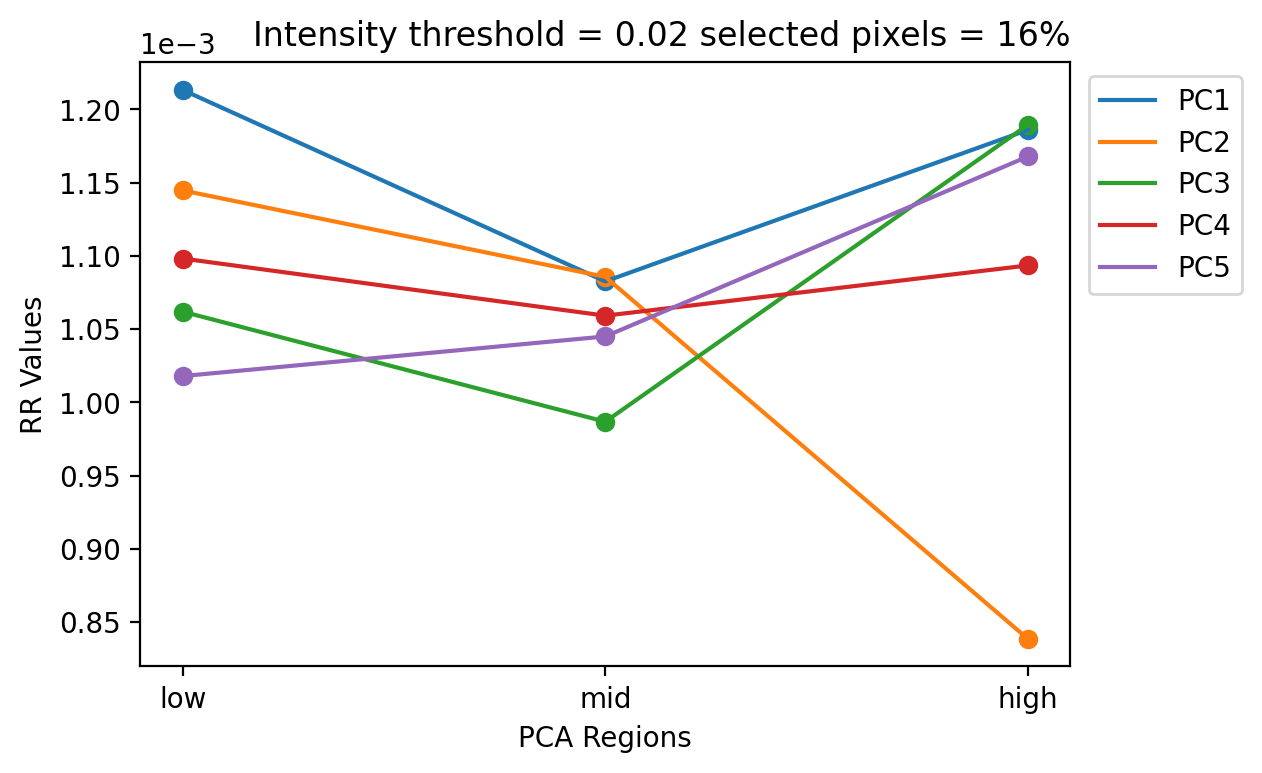 Intensity threshold = 0.02 selected pixels = 16%
1e−3
1.20
1.15
1.10
1.05
1.00
0.95
0.90
0.85
RR Values
low
mid
high
PCA Regions
PC1
PC2
PC3
PC4
PC5